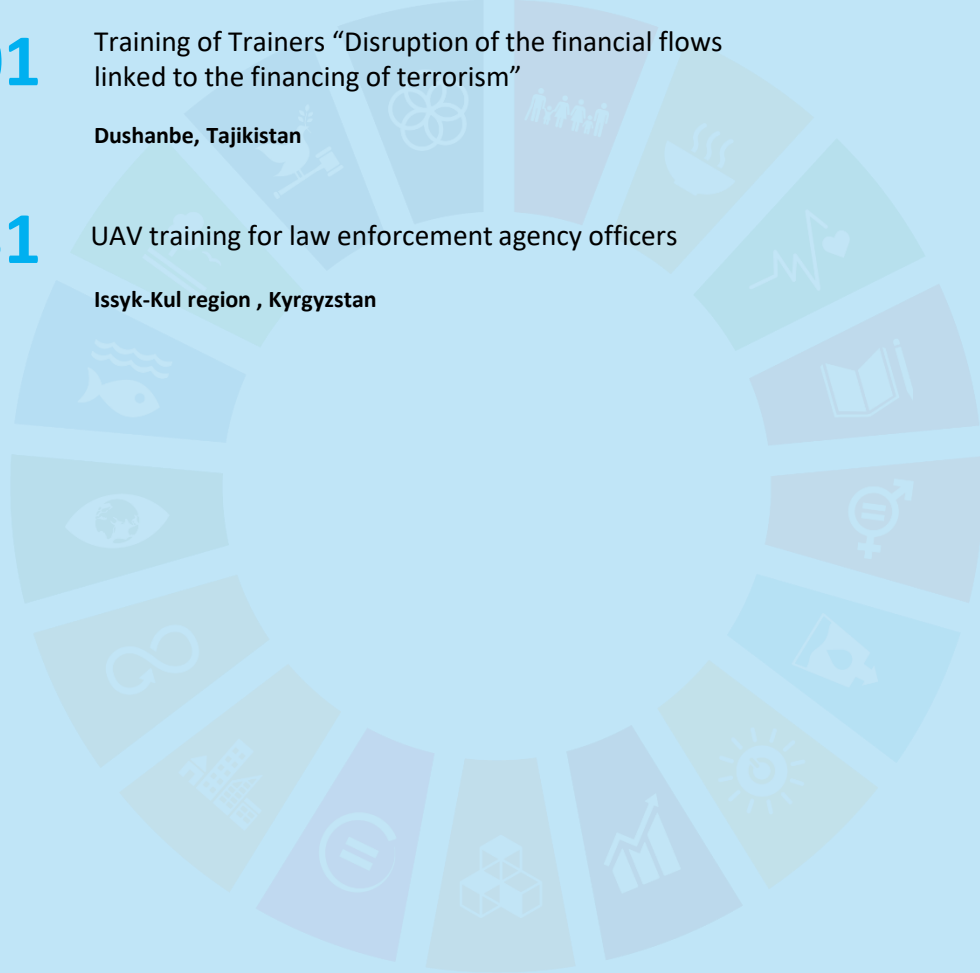 1
Training of Trainers “Disruption of the financial flows
linked to the financing of terrorism”
Dushanbe, Tajikistan
1
UAV training for law enforcement agency officers
Issyk-Kul region , Kyrgyzstan